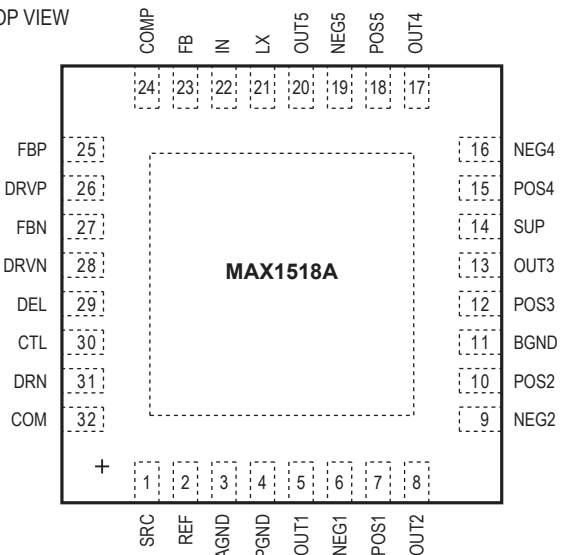 OP VIEW
COMP
FB
IN
LX
OUT5
NEG5
POS5
OUT4
24 23 22 21 20 19 18 17
FBP 25
DRVP 26
FBN 27
DRVN 28
DEL 29
CTL 30
DRN 31
COM 32
MAX1518A
16 NEG4
15 POS4
14 SUP
13 OUT3
12 POS3
11 BGND
10 POS2
9 NEG2
+
1 2 3 4 5 6 7 8
SRC
REF
AGND
PGND
OUT1
NEG1
POS1
OUT2